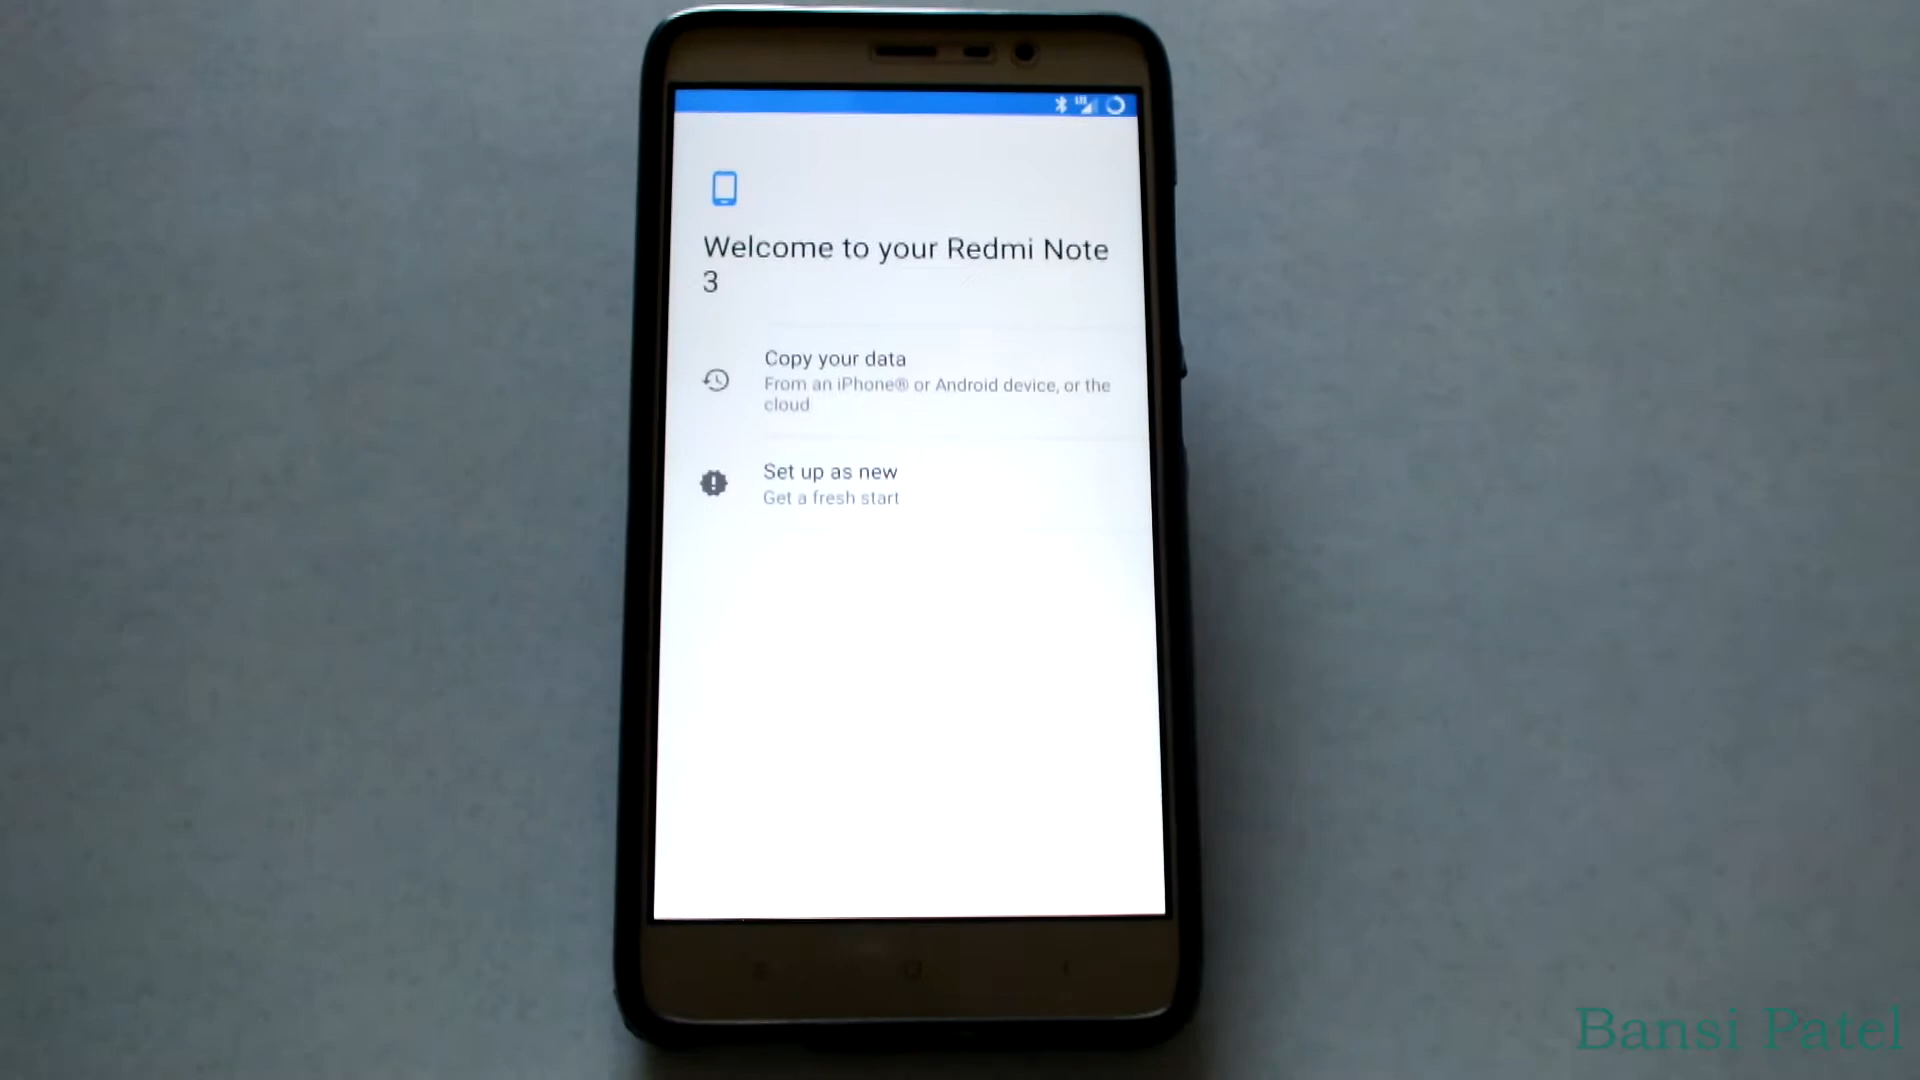 LTE
Welcome to your Redmi Note
3
Copy your data
From an iPhone® or Android device, or the
cloud
Set up as new
Get a fresh start
Bansi Patel